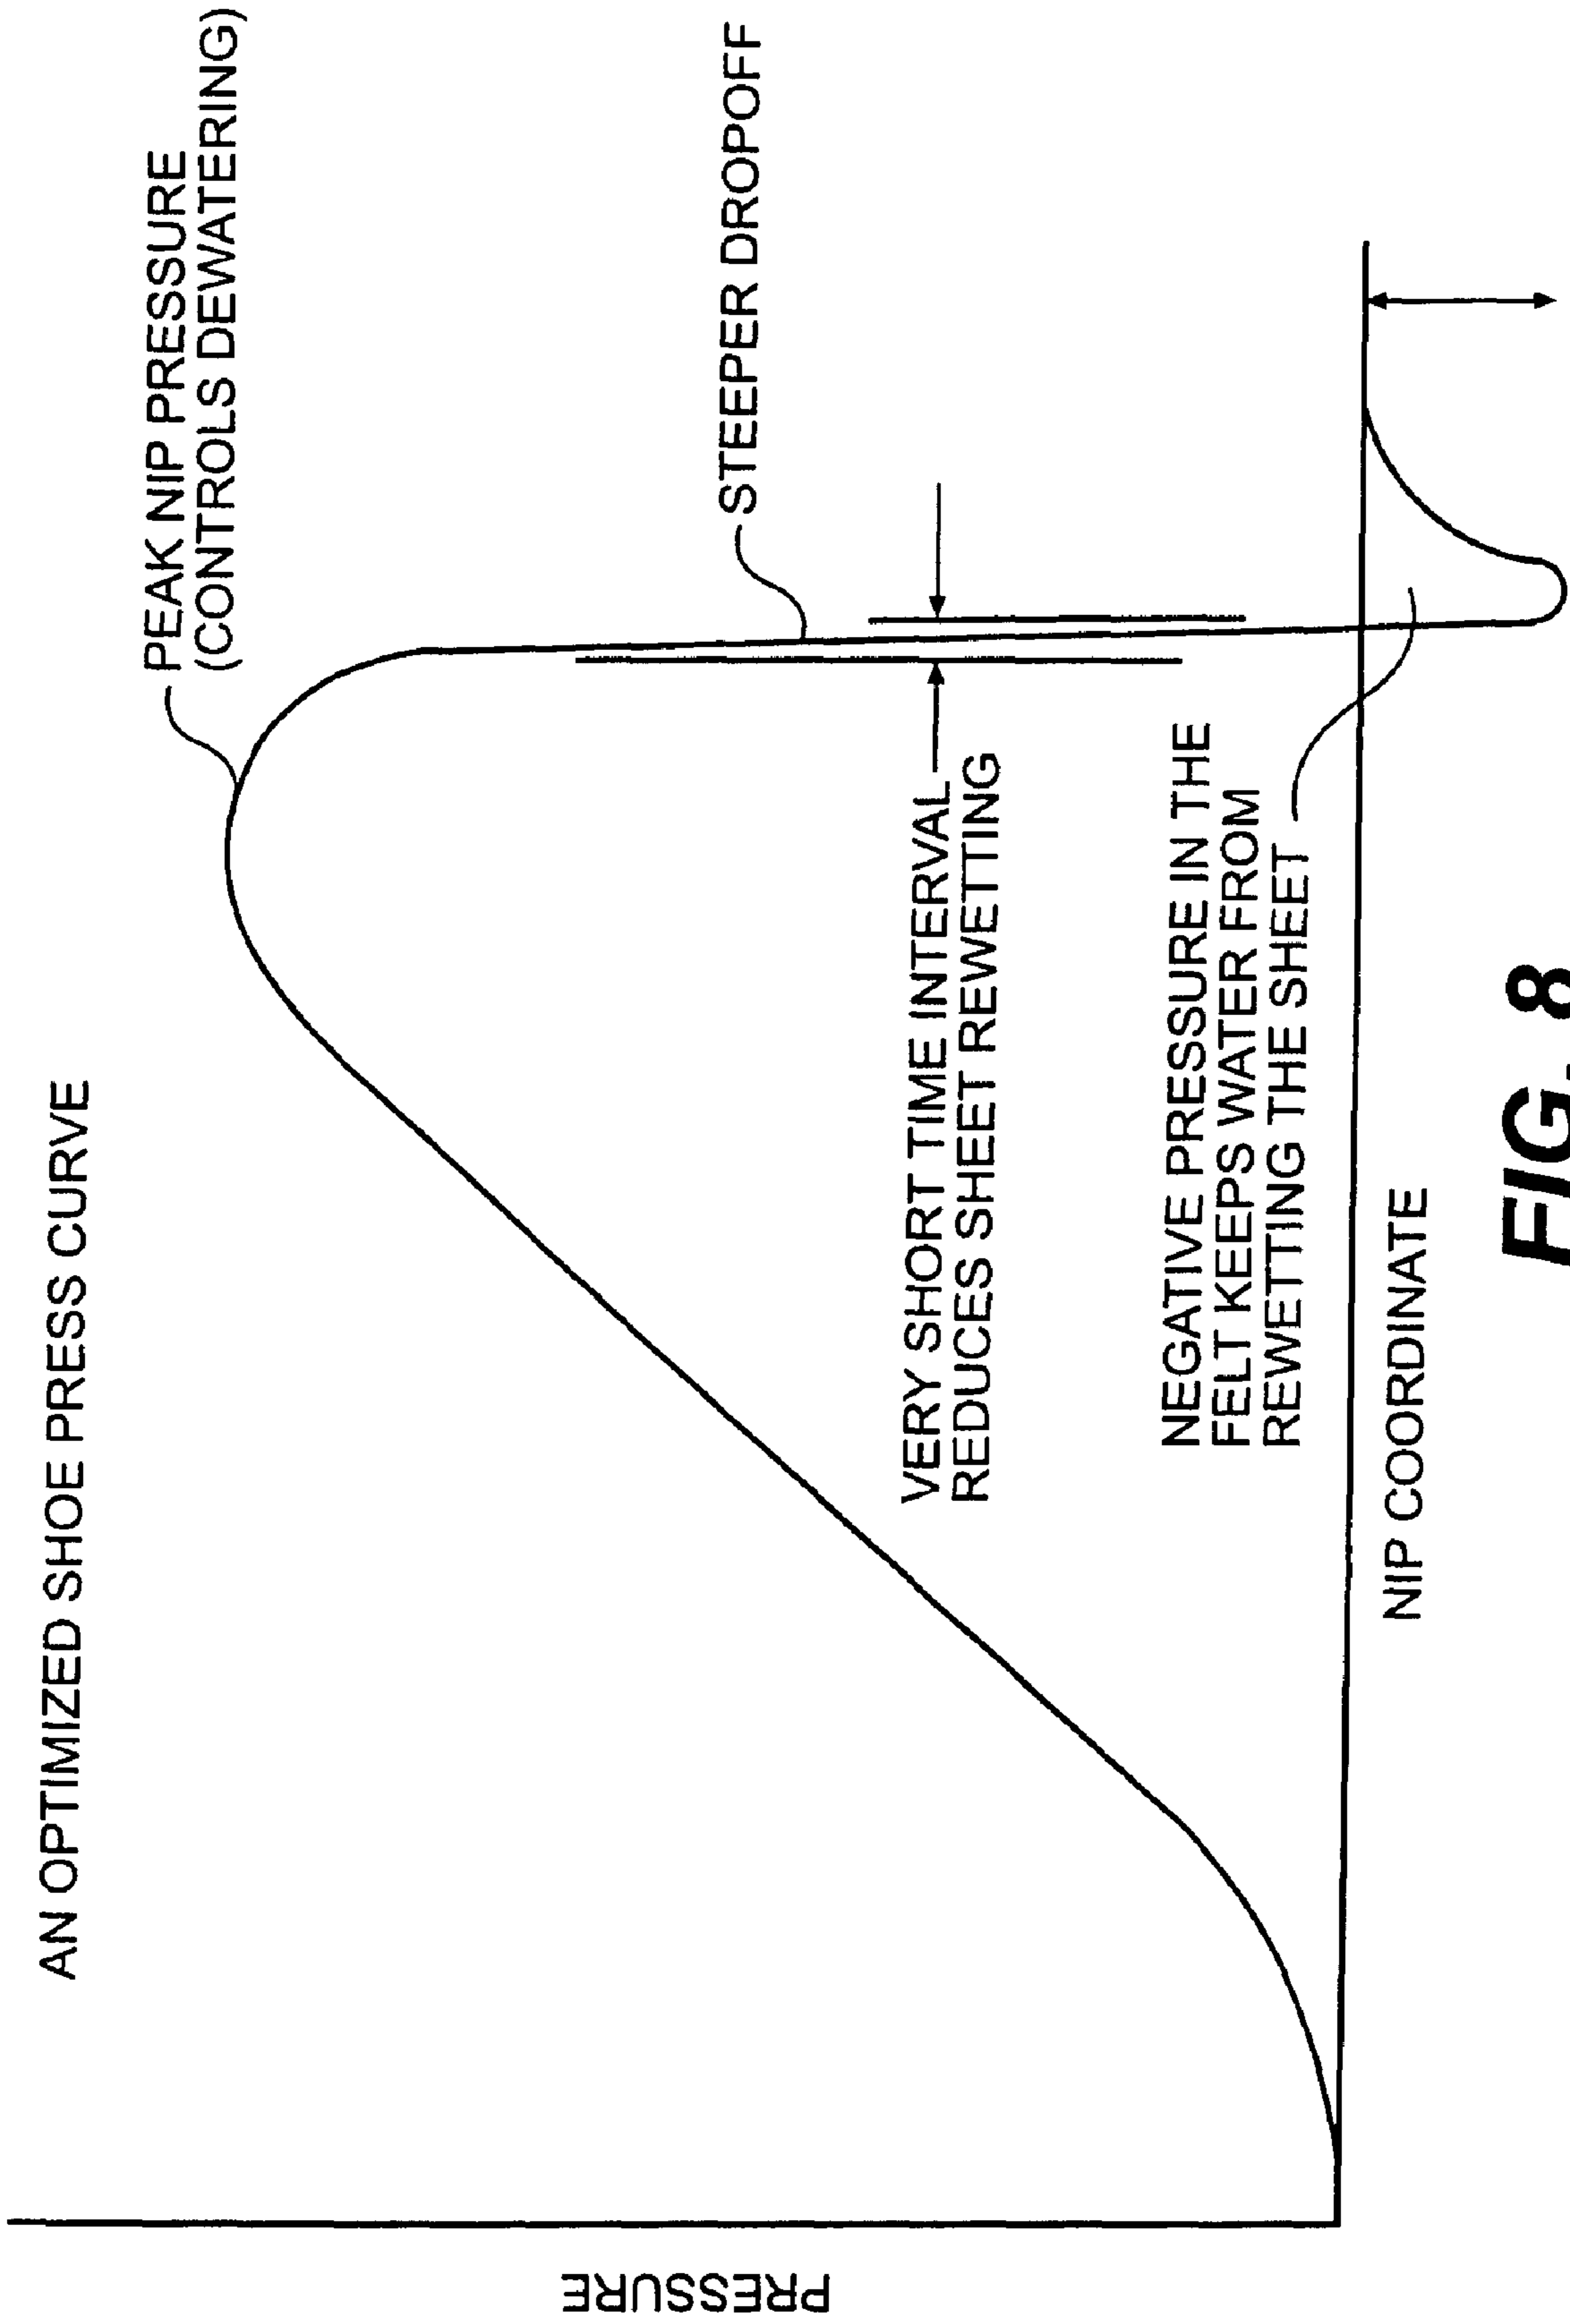 AN OPTIMIZED SHOE PRESS CURVE
PEAK NIP PRESSURE
(CONTROLS DEWATERING)
STEEPER DROPOFF
VERY SHORT TIME INTERVAL
REDUCES SHEET REWETTING
NEGATIVE PRESSURE IN THE
FELT KEEPS WATER FROM
REWETTING THE SHEET
PRESSURE
NIP COORDINATE
FIG. 8